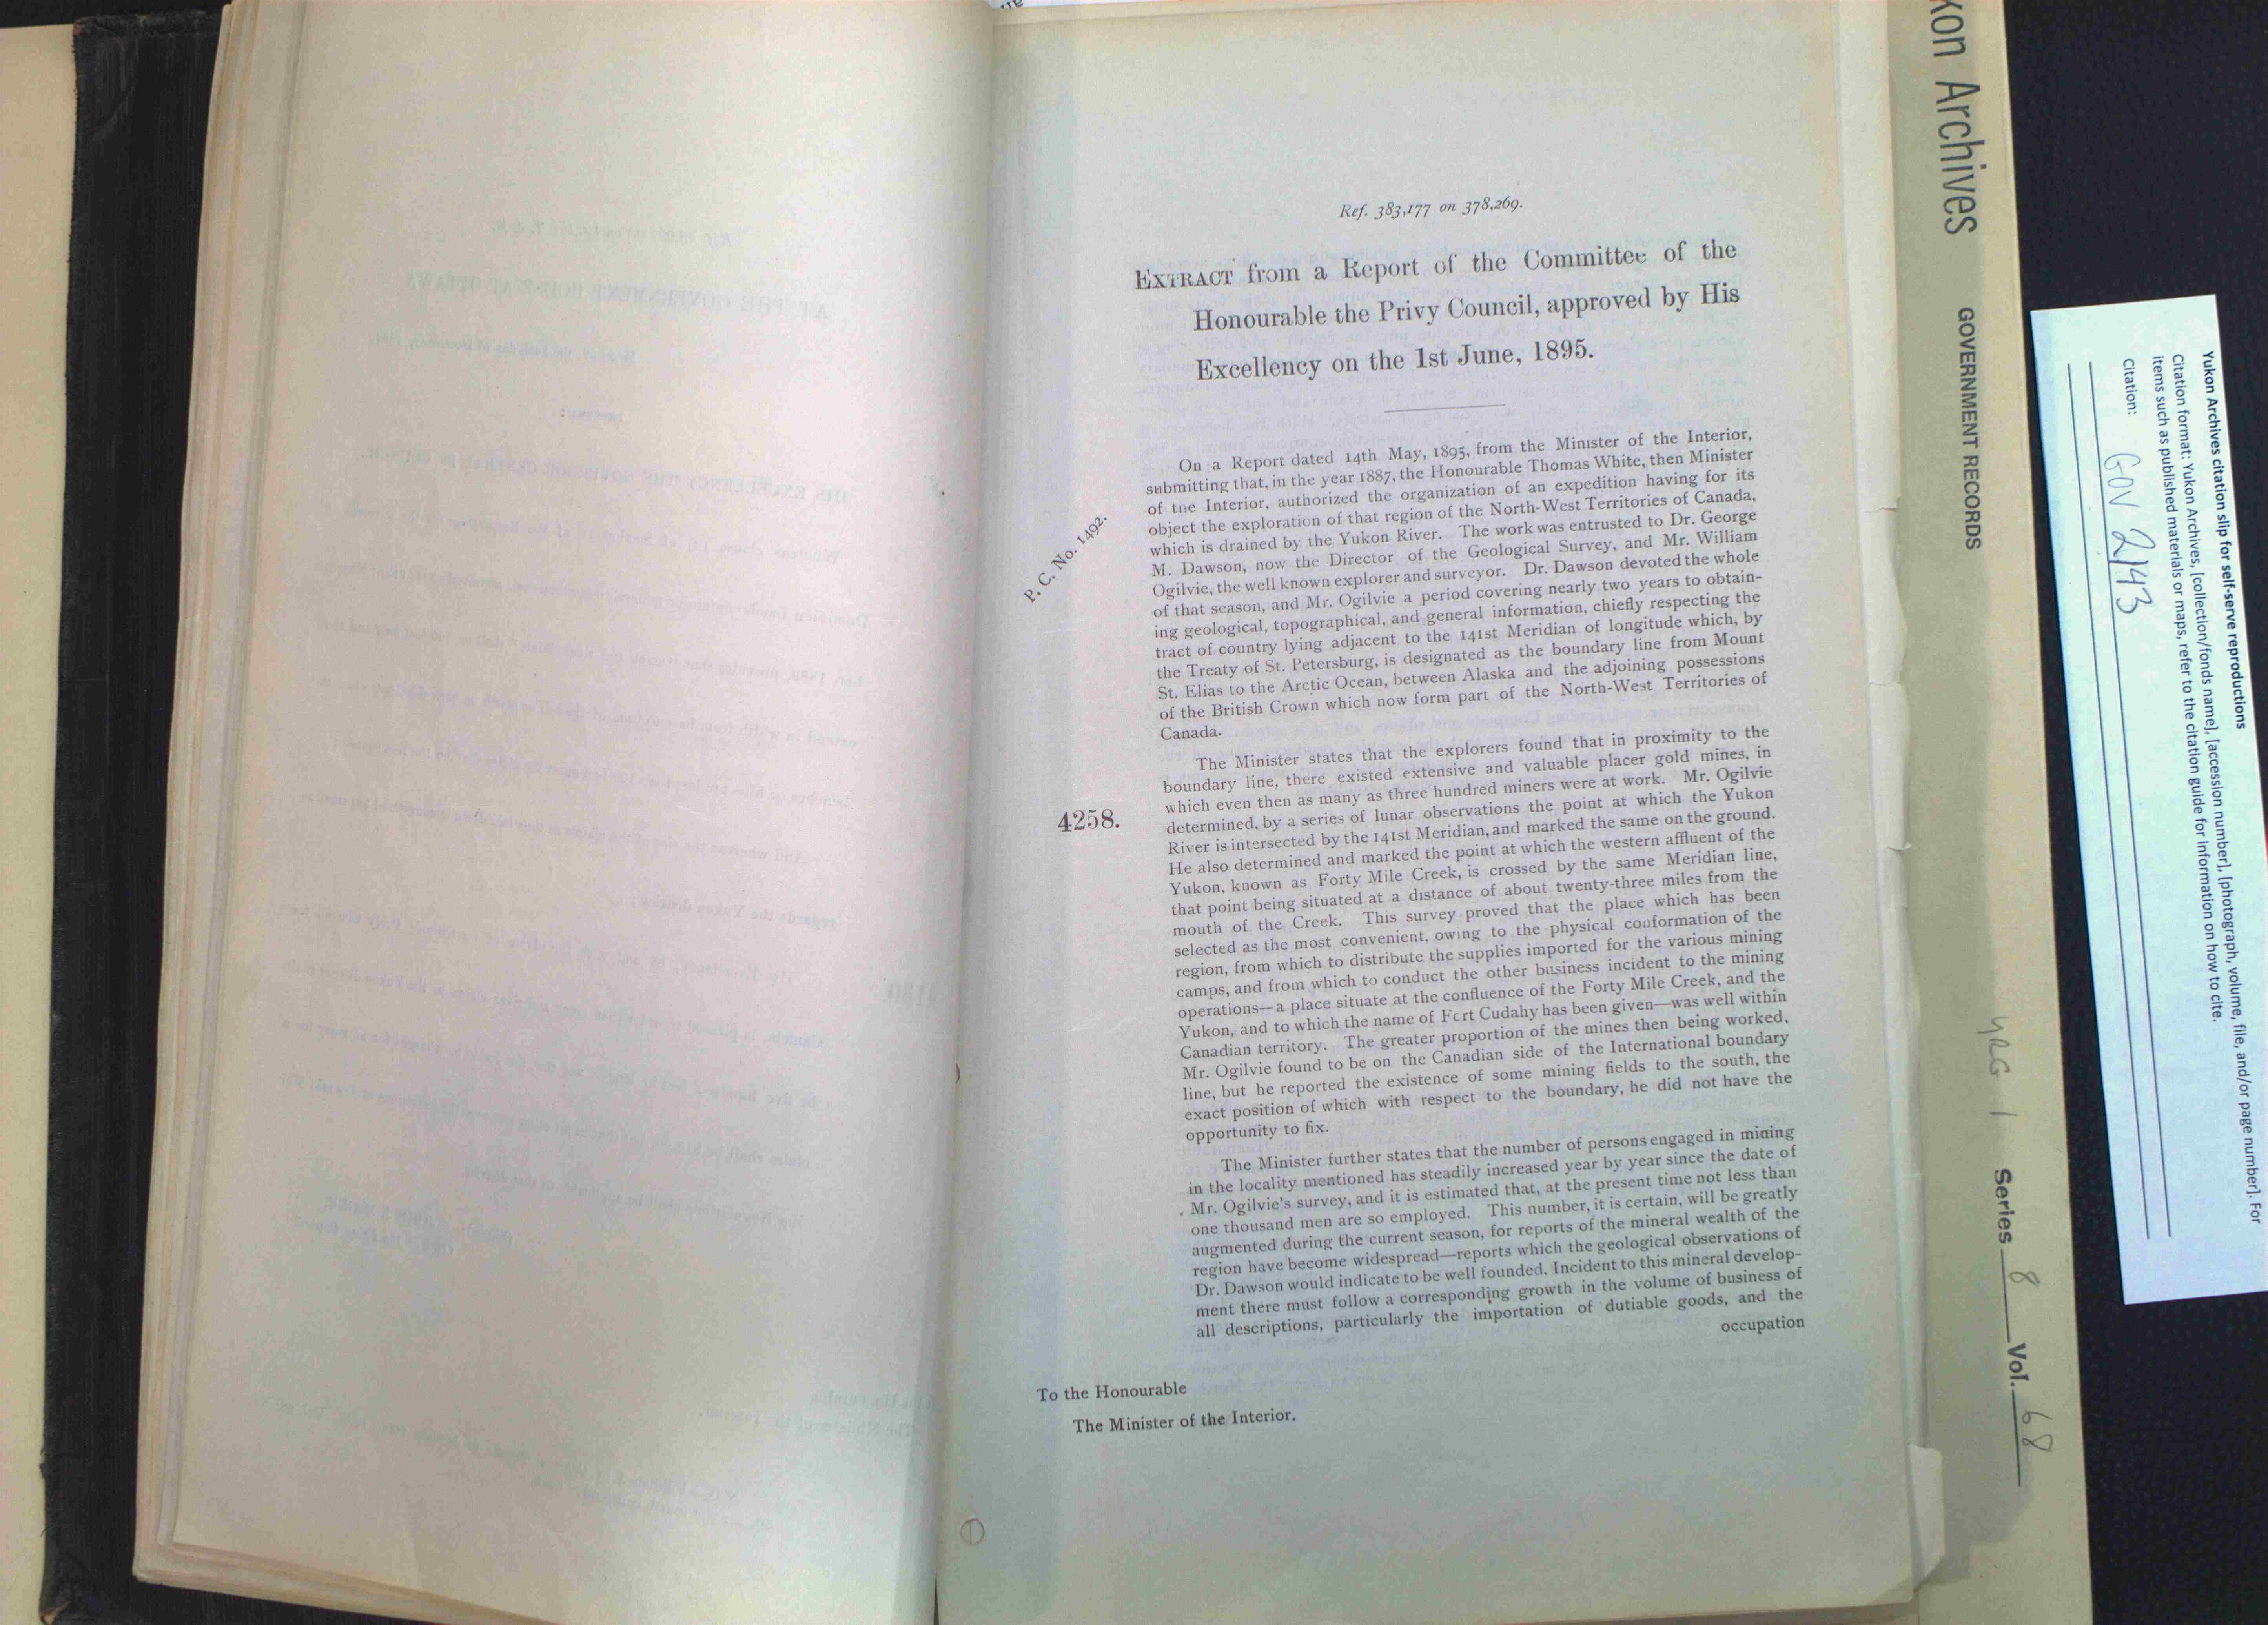 Ref. 383,177 on 378,269.
EXTRACT from a Report of the Committee of the
Honourable the Privy Council, approved by His
Excellency on the 1st June, 1895.
P. C. No. 1492.
On a Report dated 14th May, 1895, from the Minister of the Interior,
submitting that, in the year 1887, the Honourable Thomas White, then Minister
of the Interior, authorized the organization of an expedition having for its
object the exploration of that region of the North-West Territories of Canada,
which is drained by the Yukon River. The work was entrusted to Dr. George
M. Dawson, now the Director of the Geological Survey, and Mr. William
Ogilvie, the well known explorer and surveyor. Dr. Dawson devoted the whole
of that season, and Mr. Ogilvie a period covering nearly two years to obtain-
ing geological, topographical, and general information, chiefly respecting the
tract of country lying adjacent to the 141st Meridian of longitude which, by
the Treaty of St. Petersburg, is designated as the boundary line from Mount
St. Elias to the Arctic Ocean, between Alaska and the adjoining possessions
of the British Crown which now form part of the North-West Territories of
Canada.
The Minister states that the explorers found that in proximity to the
boundary line, there existed extensive and valuable placer gold mines, in
which even then as many as three hundred miners were at work. Mr. Ogilvie
4258.
determined, by a series of lunar observations the point at which the Yukon
River is intersected by the 141st Meridian, and marked the same on the ground.
He also determined and marked the point at which the western affluent of the
Yukon, known as Forty Mile Creek, is crossed by the same Meridian line,
that point being situated at a distance of about twenty-three miles from the
mouth of the Creek. This survey proved that the place which has been
selected as the most convenient, owing to the physical conformation of the
region, from which to distribute the supplies imported for the various mining
camps, and from which to conduct the other business incident to the mining
operations—a place situate at the confluence of the Forty Mile Creek, and the
Yukon, and to which the name of Fort Cudahy has been given—was well within
Canadian territory. The greater proportion of the mines then being worked,
Mr. Ogilvie found to be on the Canadian side of the International boundary
line, but he reported the existence of some mining fields to the south, the
exact position of which with respect to the boundary, he did not have the
opportunity to fix.
The Minister further states that the number of persons engaged in mining
in the locality mentioned has steadily increased year by year since the date of
Mr. Ogilvie's survey, and it is estimated that, at the present time not less than
one thousand men are so employed. This number, it is certain, will be greatly
augmented during the current season, for reports of the mineral wealth of the
region have become widespread—reports which the geological observations of
Dr. Dawson would indicate to be well founded. Incident to this mineral develop-
ment there must follow a corresponding growth in the volume of business of
all descriptions, particularly the importation of dutiable goods, and the
occupation
To the Honourable
The Minister of the Interior.
kon Archives
GOVERNMENT RECORDS
YRG 1 Series 8 Vol. 68
Yukon Archives citation slip for self-serve reproductions
Citation format: Yukon Archives, [collection/fonds name], [accession number], [photograph, volume, file, and/or page number]. For
items such as published materials or maps, refer to the citation guide for information on how to cite.
Citation: GOV 2143